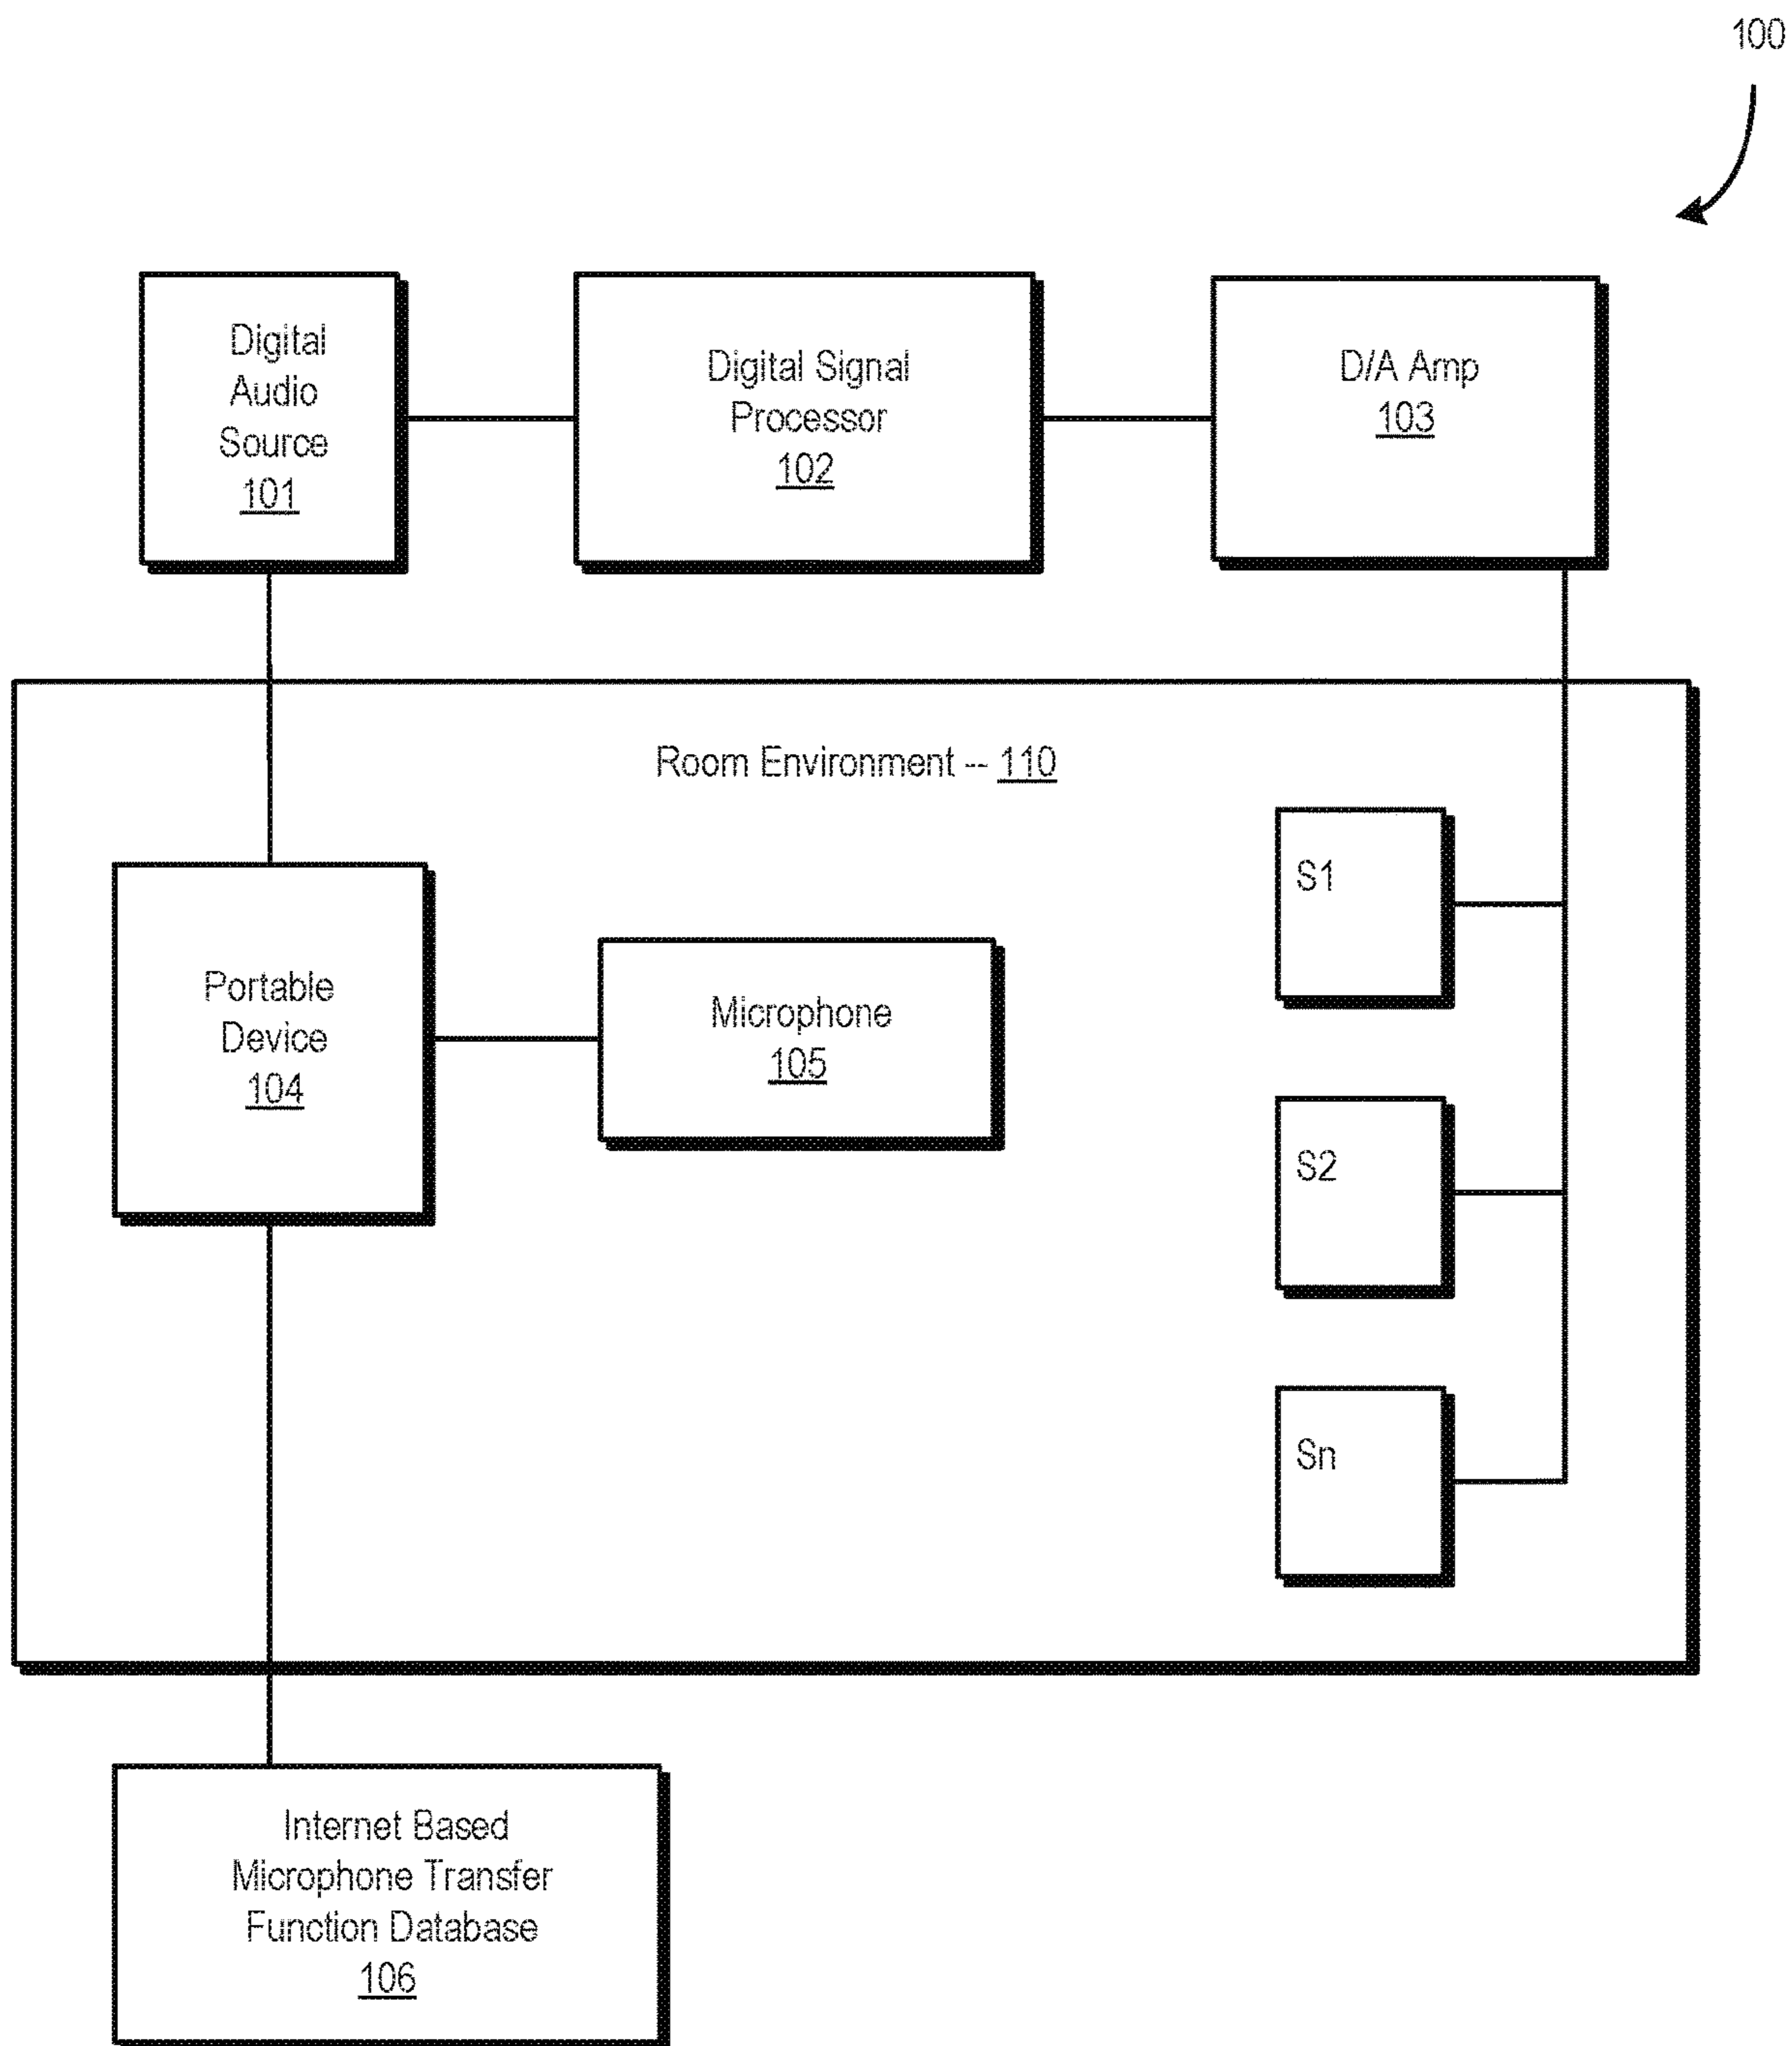 100
Digital
Audio
Source
101
Digital Signal
Processor
102
D/A Amp
103
Room Environment -- 110
Portable
Device
104
Microphone
105
S1
S2
Sn
Internet Based
Microphone Transfer
Function Database
106